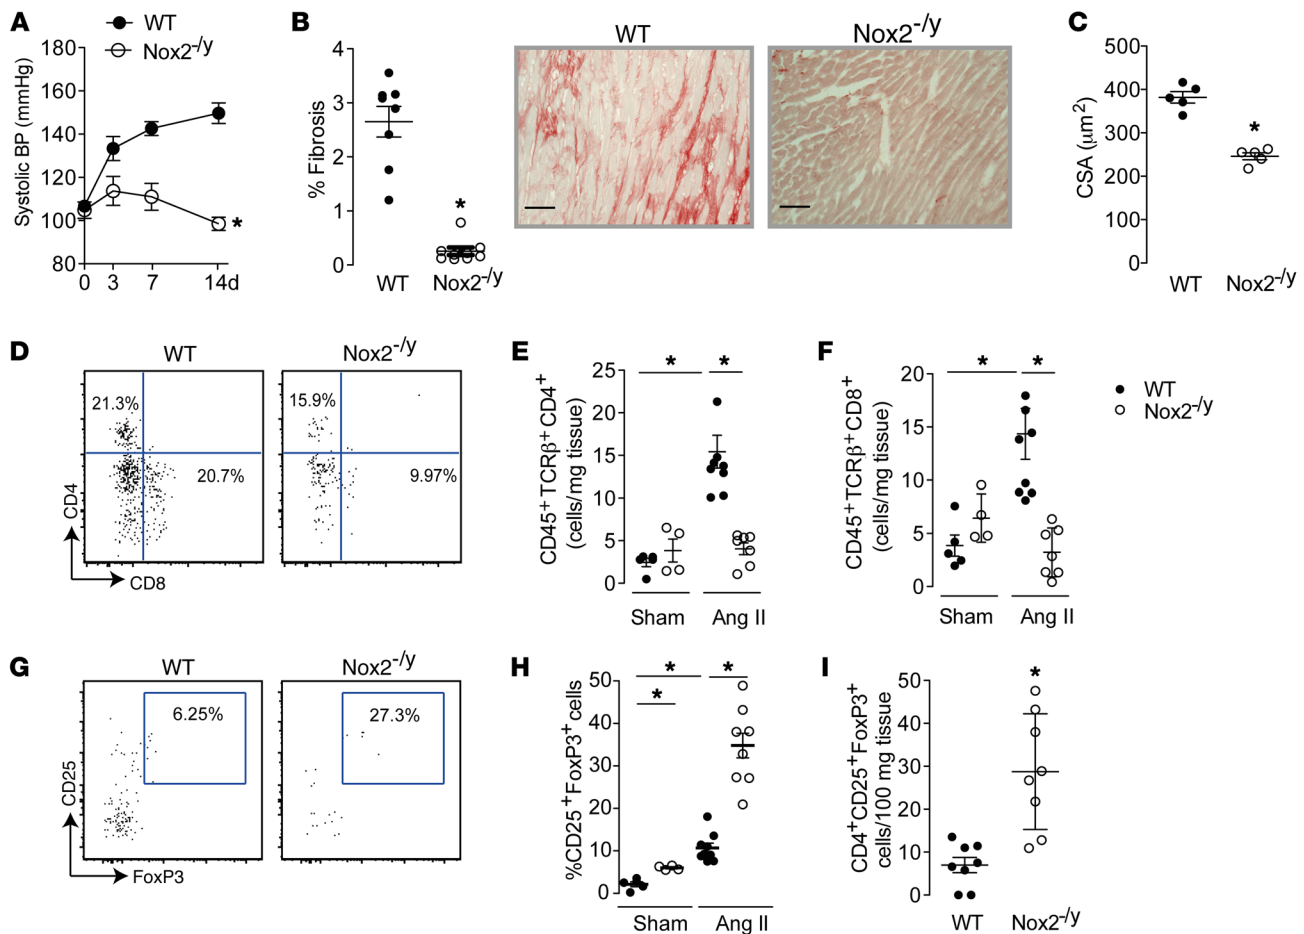 A
WT
Nox2-/y
Systolic BP (mmHg)
180
160
140
120
100
80
0 3 7 14d
*
B
% Fibrosis
4
3
2
1
0
*
WT Nox2-/y
WT
Nox2-/y
C
CSA (μm2)
500
400
300
200
100
0
*
WT Nox2-/y
D
WT
Nox2-/y
21.3%
20.7%
15.9%
9.97%
CD4
CD8
E
CD45+TCRβ+CD4+
(cells/mg tissue)
25
20
15
10
5
0
* *
Sham Ang II
F
CD45+TCRβ+CD8+
(cells/mg tissue)
20
15
10
5
0
* *
Sham Ang II
WT
Nox2-/y
G
WT
Nox2-/y
6.25%
27.3%
CD25
FoxP3
H
%CD25+FoxP3+cells
50
40
30
20
10
0
* *
*
Sham Ang II
I
CD4+CD25+FoxP3+
cells/100 mg tissue
50
40
30
20
10
0
*
WT Nox2-/y